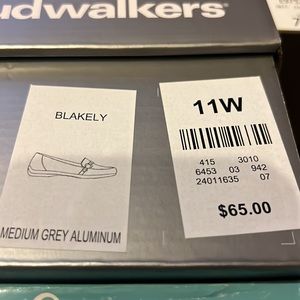 udwalkers®
BLAKELY
MEDIUM GREY ALUMINUM
11W
415 3010
6453 03 942
24011635 07
$65.00